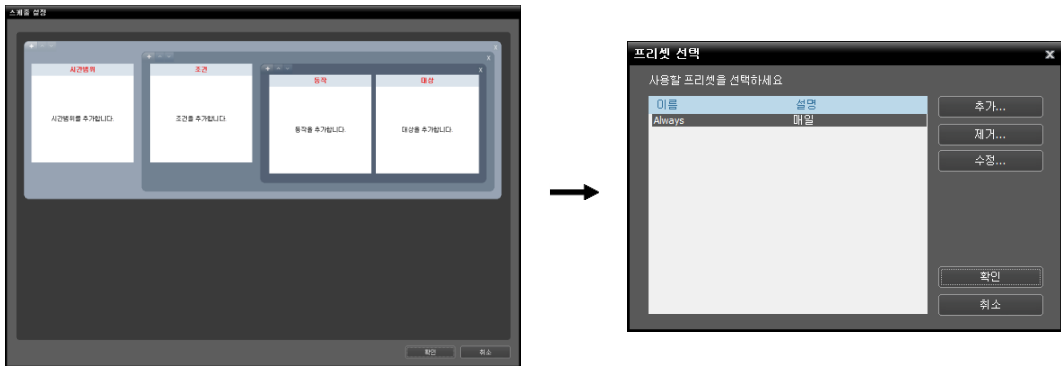 스케줄 설정
시간범위
조건
동작
대상
시간범위를 추가합니다.
조건을 추가합니다.
동작을 추가합니다.
대상을 추가합니다.
확인
취소
프리셋 선택
사용할 프리셋을 선택하세요
이름 설명
Always 매일
추가...
제거...
수정...
확인
취소